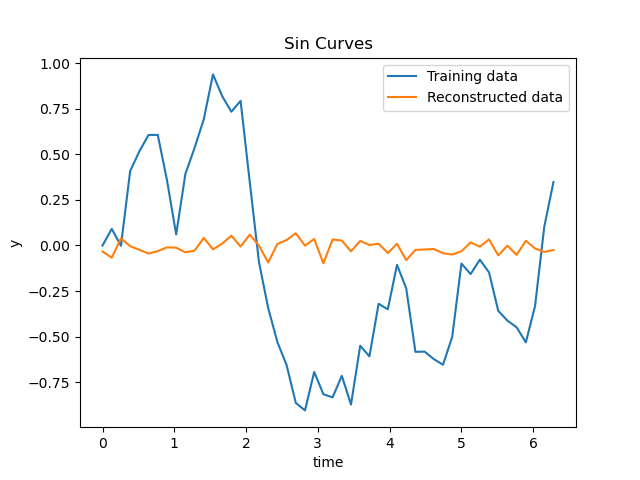 Sin Curves
Training data
Reconstructed data
1.00
0.75
0.50
0.25
0.00
−0.25
−0.50
−0.75
y
0 1 2 3 4 5 6
time